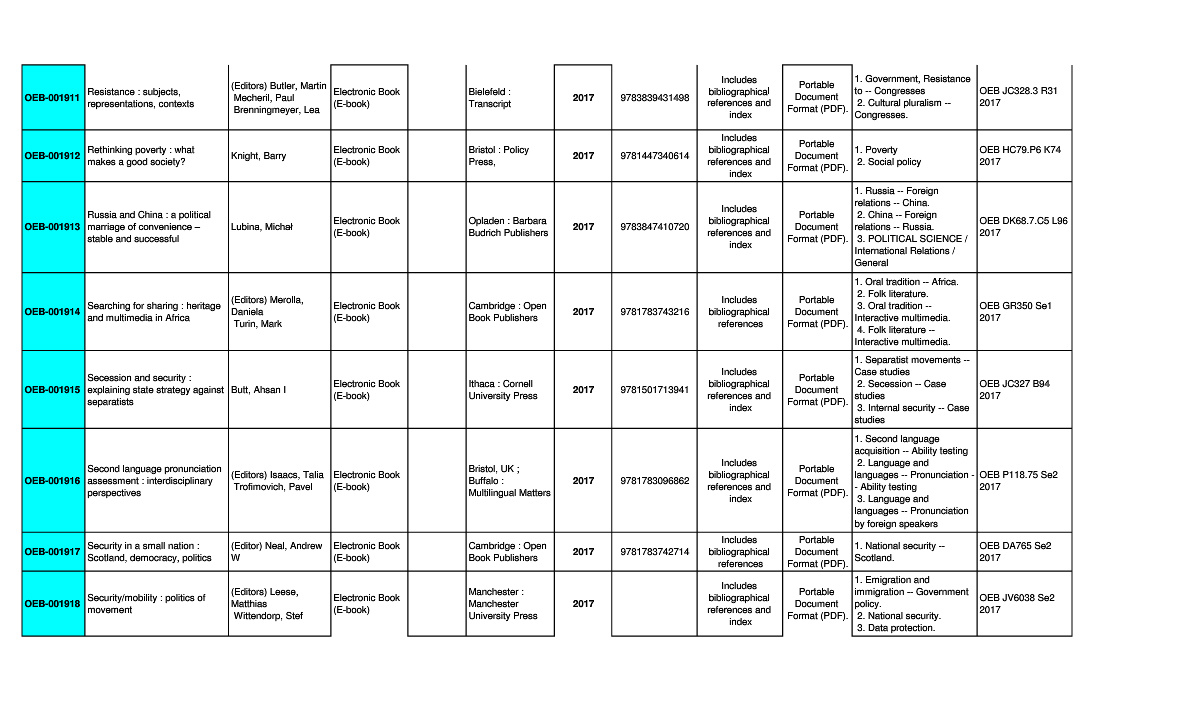 OEB-001911
Resistance : subjects,
representations, contexts
(Editors) Butler, Martin
Mecheril, Paul
Brenningmeyer, Lea
Electronic Book
(E-book)
Bielefeld :
Transcript
2017
9783839431498
Includes
bibliographical
references and
index
Portable
Document
Format (PDF).
1. Government, Resistance
to -- Congresses
2. Cultural pluralism --
Congresses.
OEB JC328.3 R31
2017
OEB-001912
Rethinking poverty : what
makes a good society?
Knight, Barry
Electronic Book
(E-book)
Bristol : Policy
Press,
2017
9781447340614
Includes
bibliographical
references and
index
Portable
Document
Format (PDF).
1. Poverty
2. Social policy
OEB HC79.P6 K74
2017
OEB-001913
Russia and China : a political
marriage of convenience –
stable and successful
Lubina, Michał
Electronic Book
(E-book)
Opladen : Barbara
Budrich Publishers
2017
9783847410720
Includes
bibliographical
references and
index
Portable
Document
Format (PDF).
1. Russia -- Foreign
relations -- China.
2. China -- Foreign
relations -- Russia.
3. POLITICAL SCIENCE /
International Relations /
General
OEB DK68.7.C5 L96
2017
OEB-001914
Searching for sharing : heritage
and multimedia in Africa
(Editors) Merolla,
Daniela
Turin, Mark
Electronic Book
(E-book)
Cambridge : Open
Book Publishers
2017
9781783743216
Includes
bibliographical
references
Portable
Document
Format (PDF).
1. Oral tradition -- Africa.
2. Folk literature.
3. Oral tradition --
Interactive multimedia.
4. Folk literature --
Interactive multimedia.
OEB GR350 Se1
2017
OEB-001915
Secession and security :
explaining state strategy against
separatists
Butt, Ahsan I
Electronic Book
(E-book)
Ithaca : Cornell
University Press
2017
9781501713941
Includes
bibliographical
references and
index
Portable
Document
Format (PDF).
1. Separatist movements --
Case studies
2. Secession -- Case
studies
3. Internal security -- Case
studies
OEB JC327 B94
2017
OEB-001916
Second language pronunciation
assessment : interdisciplinary
perspectives
(Editors) Isaacs, Talia
Trofimovich, Pavel
Electronic Book
(E-book)
Bristol, UK ;
Buffalo :
Multilingual Matters
2017
9781783096862
Includes
bibliographical
references and
index
Portable
Document
Format (PDF).
1. Second language
acquisition -- Ability testing
2. Language and
languages -- Pronunciation -
- Ability testing
3. Language and
languages -- Pronunciation
by foreign speakers
OEB P118.75 Se2
2017
OEB-001917
Security in a small nation :
Scotland, democracy, politics
(Editor) Neal, Andrew
W
Electronic Book
(E-book)
Cambridge : Open
Book Publishers
2017
9781783742714
Includes
bibliographical
references
Portable
Document
Format (PDF).
1. National security --
Scotland.
OEB DA765 Se2
2017
OEB-001918
Security/mobility : politics of
movement
(Editors) Leese,
Matthias
Wittendorp, Stef
Electronic Book
(E-book)
Manchester :
Manchester
University Press
2017
Includes
bibliographical
references and
index
Portable
Document
Format (PDF).
1. Emigration and
immigration -- Government
policy.
2. National security.
3. Data protection.
OEB JV6038 Se2
2017